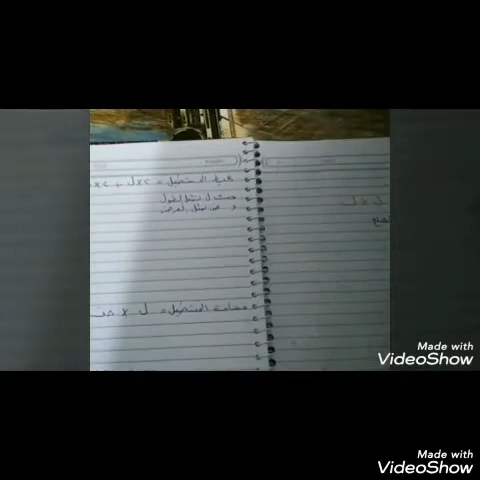 محيط المستطيل = ٢×ل + ٢×
حيث ل تمثل الطول
و ض تمثل العرض
مساحة المستطيل = ل × ض
ل × ل
Made with
VideoShow
Made with
VideoShow